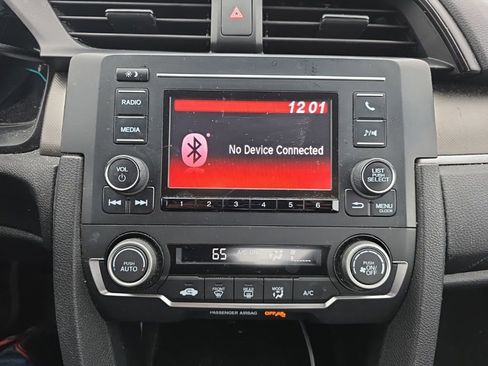 RADIO
MEDIA
12:01
No Device Connected
VOL
LIST
PUSH
SELECT
MENU
CLOCK
1 2 3 4 5 6
PUSH
AUTO
65
PUSH
ON/
OFF
FRONT
REAR
MODE
A/C
PASSENGER AIRBAG
OFF